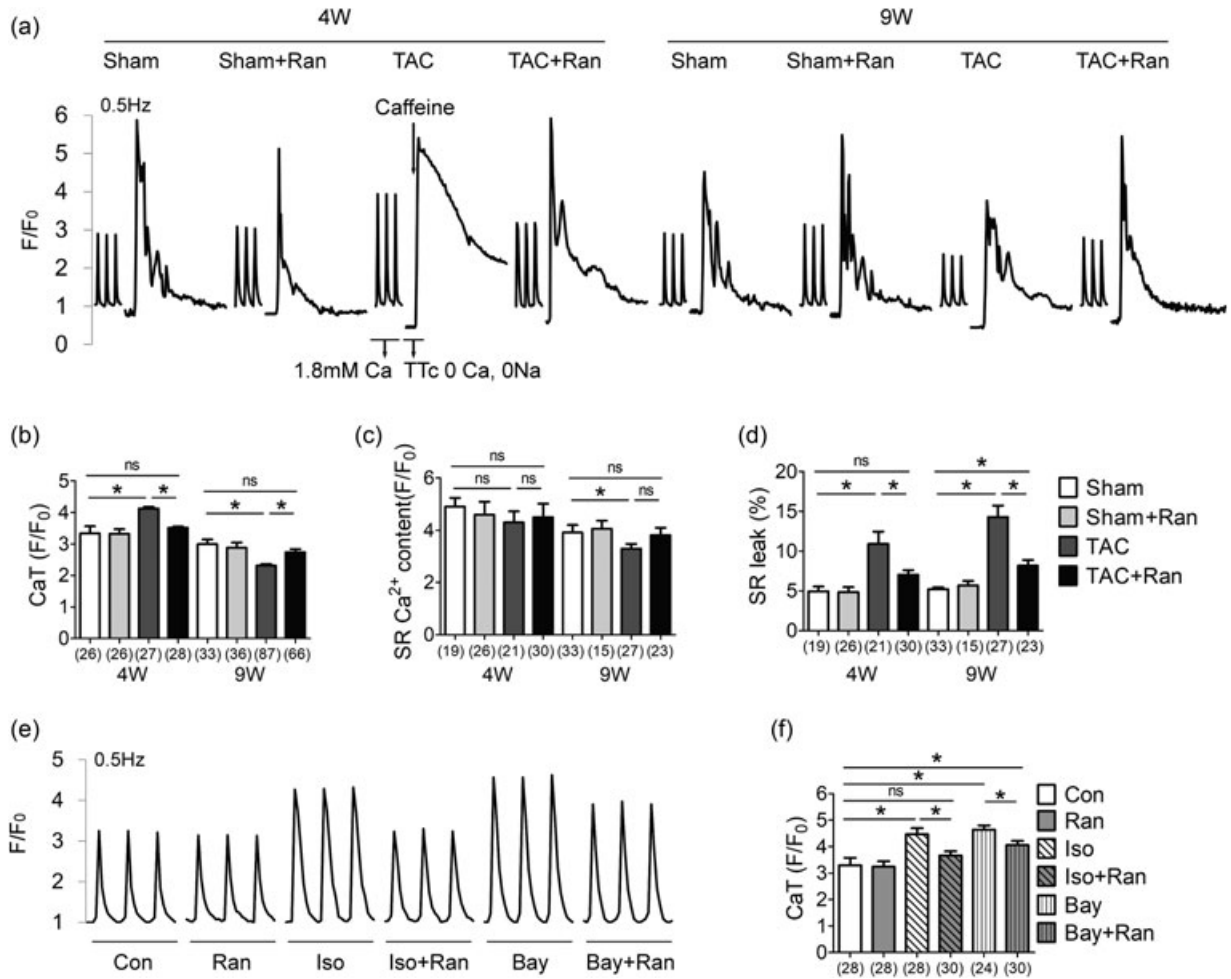 (a)
4W 9W
Sham Sham+Ran TAC TAC+Ran Sham Sham+Ran TAC TAC+Ran
0.5Hz
Caffeine
6
5
4
3
2
1
0
F/F0
1.8mM Ca TTc 0 Ca, 0Na
(b)
CaT (F/F0)
5
4
3
2
1
0
ns
* *
ns
* *
(26) (26) (27) (28) (33) (36) (87) (66)
4W 9W
(c)
SR Ca2+ content(F/F0)
6
4
2
0
ns
ns ns
ns
* ns
(19) (26) (21) (30) (33) (15) (27) (23)
4W 9W
(d)
SR leak (%)
20
15
10
5
0
ns
* *
*
* *
(19) (26) (21) (30) (33) (15) (27) (23)
4W 9W
Sham
Sham+Ran
TAC
TAC+Ran
(e)
0.5Hz
F/F0
5
4
3
2
1
Con Ran Iso Iso+Ran Bay Bay+Ran
(f)
CaT (F/F0)
6
5
4
3
2
1
0
*
*
ns
* * *
(28) (28) (28) (30) (24) (30)
Con
Ran
Iso
Iso+Ran
Bay
Bay+Ran